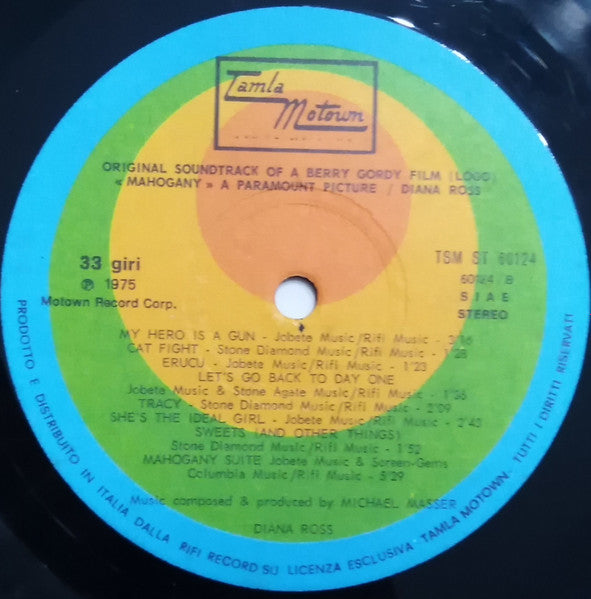 Tamla
Motown
ORIGINAL SOUNDTRACK OF A BERRY GORDY FILM (LOGO)
« MAHOGANY » A PARAMOUNT PICTURE / DIANA ROSS
33 giri
℗ 1975
Motown Record Corp.
TSM ST 60124
60124/B
S I A E
STEREO
MY HERO IS A GUN - Jobete Music/Rifi Music - 3'16
CAT FIGHT - Stone Diamond Music/Rifi Music - 1'28
ERUCU - Jobete Music/Rifi Music - 1'23
LET'S GO BACK TO DAY ONE
Jobete Music & Stone Agate Music/Rifi Music - 1'26
TRACY - Stone Diamond Music/Rifi Music - 2'09
SHE'S THE IDEAL GIRL - Jobete Music/Rifi Music - 2'43
SWEETS (AND OTHER THINGS)
Stone Diamond Music/Rifi Music - 1'52
MAHOGANY SUITE Jobete Music & Screen-Gems
Columbia Music/Rifi Music - 5'29
Music composed & produced by MICHAEL MASSER
DIANA ROSS
PRODOTTO E DISTRIBUITO IN ITALIA DALLA RIFI RECORD SU LICENZA ESCLUSIVA TAMLA MOTOWN - TUTTI I DIRITTI RISERVATI